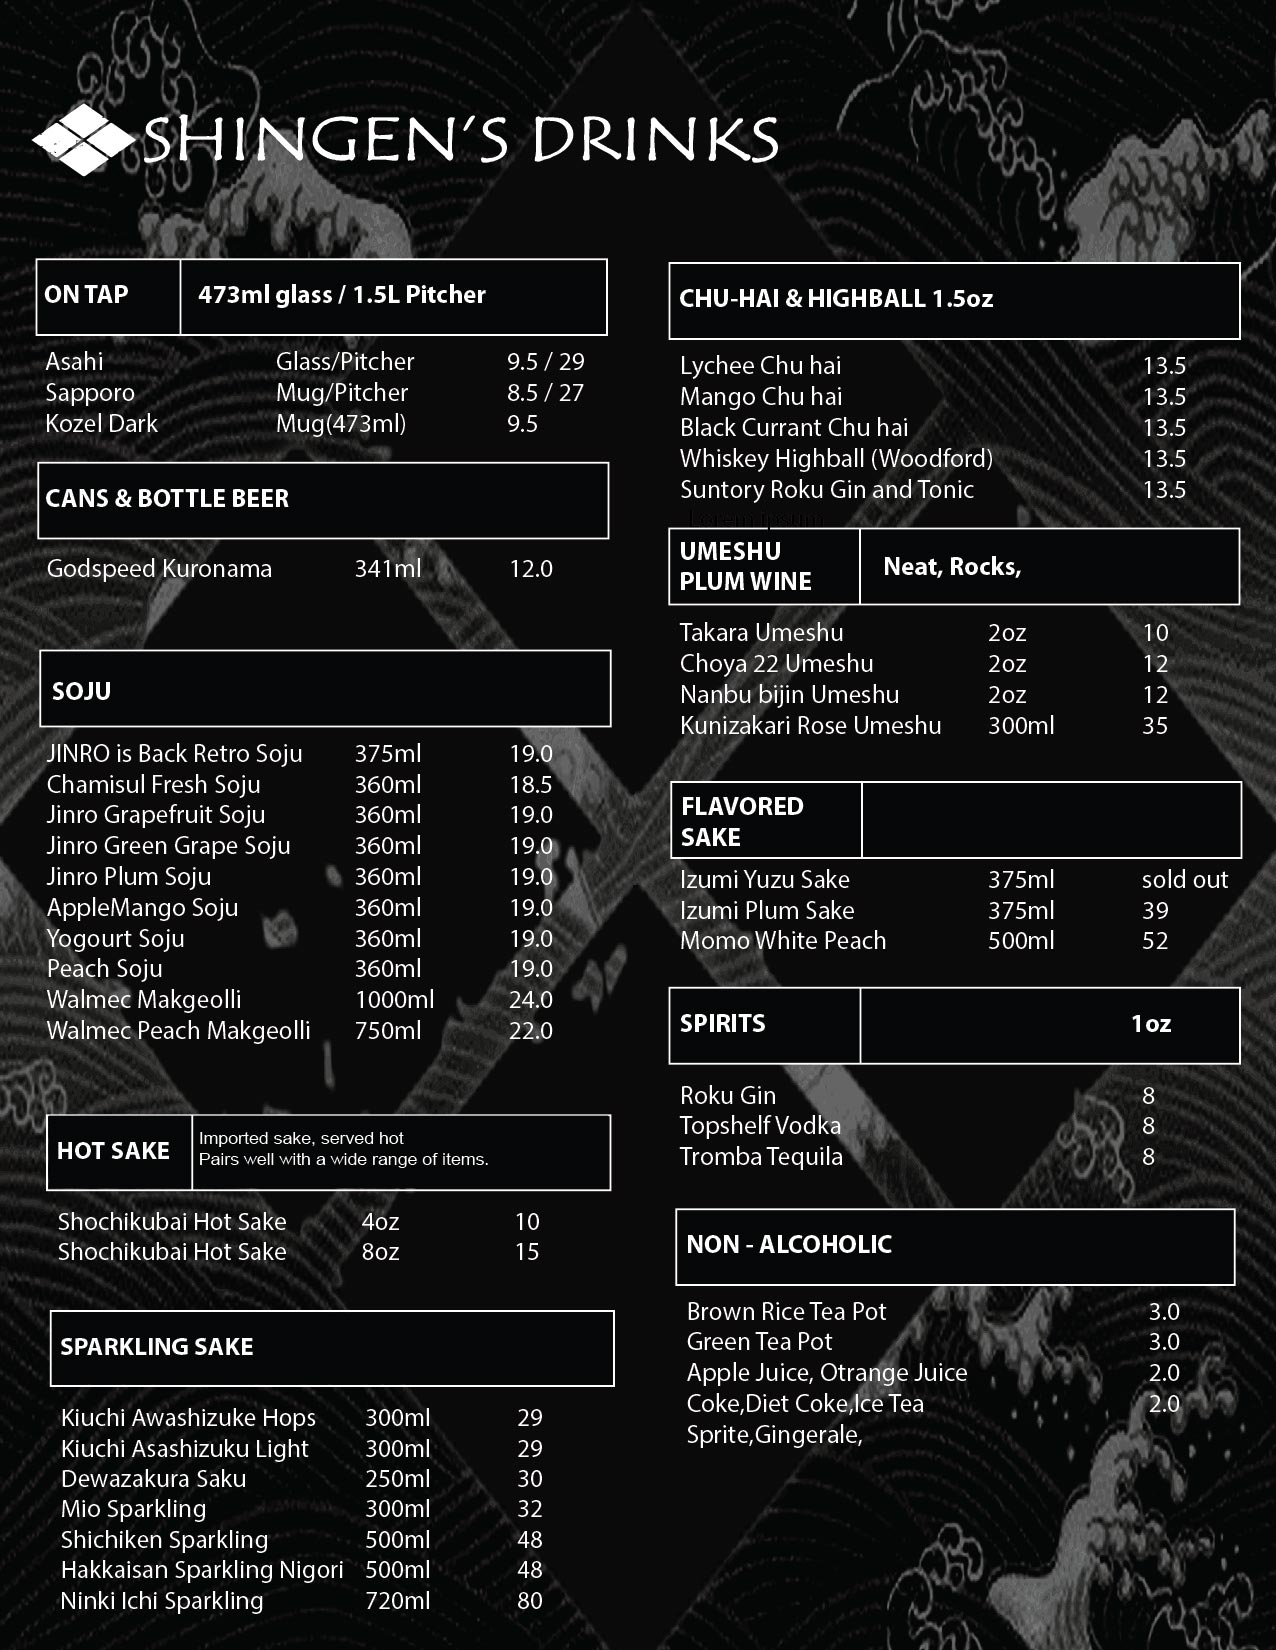 SHINGEN'S DRINKS
ON TAP 473ml glass / 1.5L Pitcher
Asahi Glass/Pitcher 9.5 / 29
Sapporo Mug/Pitcher 8.5 / 27
Kozel Dark Mug(473ml) 9.5
CANS & BOTTLE BEER
Godspeed Kuronama 341ml 12.0
SOJU
JINRO is Back Retro Soju 375ml 19.0
Chamisul Fresh Soju 360ml 18.5
Jinro Grapefruit Soju 360ml 19.0
Jinro Green Grape Soju 360ml 19.0
Jinro Plum Soju 360ml 19.0
AppleMango Soju 360ml 19.0
Yogourt Soju 360ml 19.0
Peach Soju 360ml 19.0
Walmec Makgeolli 1000ml 24.0
Walmec Peach Makgeolli 750ml 22.0
HOT SAKE
Imported sake, served hot
Pairs well with a wide range of items.
Shochikubai Hot Sake 4oz 10
Shochikubai Hot Sake 8oz 15
SPARKLING SAKE
Kiuchi Awashizuke Hops 300ml 29
Kiuchi Asashizuku Light 300ml 29
Dewazakura Saku 250ml 30
Mio Sparkling 300ml 32
Shichiken Sparkling 500ml 48
Hakkaisan Sparkling Nigori 500ml 48
Ninki Ichi Sparkling 720ml 80
CHU-HAI & HIGHBALL 1.5oz
Lychee Chu hai 13.5
Mango Chu hai 13.5
Black Currant Chu hai 13.5
Whiskey Highball (Woodford) 13.5
Suntory Roku Gin and Tonic 13.5
Lorem ipsum
UMESHU
PLUM WINE
Neat, Rocks,
Takara Umeshu 2oz 10
Choya 22 Umeshu 2oz 12
Nanbu bijin Umeshu 2oz 12
Kunizakari Rose Umeshu 300ml 35
FLAVORED
SAKE
Izumi Yuzu Sake 375ml sold out
Izumi Plum Sake 375ml 39
Momo White Peach 500ml 52
SPIRITS 1oz
Roku Gin 8
Topshelf Vodka 8
Tromba Tequila 8
NON - ALCOHOLIC
Brown Rice Tea Pot 3.0
Green Tea Pot 3.0
Apple Juice, Otrange Juice 2.0
Coke,Diet Coke,Ice Tea 2.0
Sprite,Gingerale,